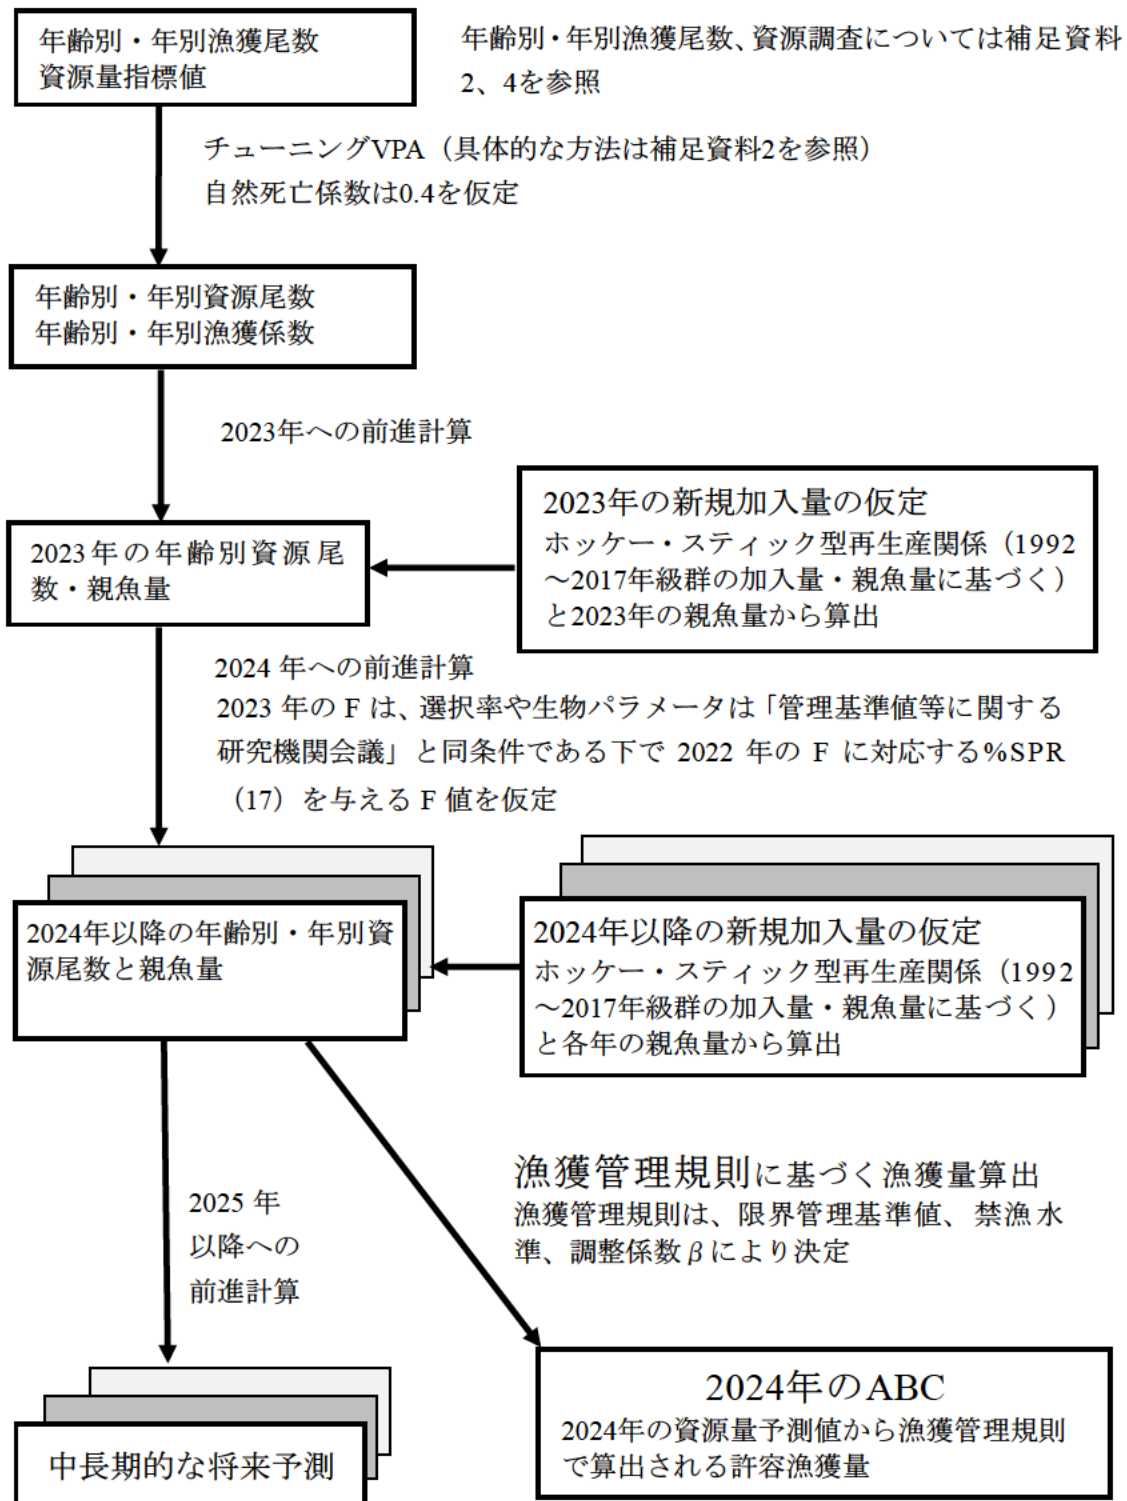 年齢別・年別漁獲尾数
資源量指標値
年齢別・年別漁獲尾数、資源調査については補足資料
2、4を参照
チューニングVPA（具体的な方法は補足資料2を参照）
自然死亡係数は0.4を仮定
年齢別・年別資源尾数
年齢別・年別漁獲係数
2023年への前進計算
2023年の年齢別資源尾
数・親魚量
2023年の新規加入量の仮定
ホッケー・スティック型再生産関係（1992
～2017年級群の加入量・親魚量に基づく）
と2023年の親魚量から算出
2024 年への前進計算
2023 年の F は、選択率や生物パラメータは「管理基準値等に関する
研究機関会議」と同条件である下で 2022 年の F に対応する%SPR
（17）を与える F 値を仮定
2024年以降の年齢別・年別資
源尾数と親魚量
2024年以降の新規加入量の仮定
ホッケー・スティック型再生産関係（1992
～2017年級群の加入量・親魚量に基づく）
と各年の親魚量から算出
2025 年
以降への
前進計算
漁獲管理規則に基づく漁獲量算出
漁獲管理規則は、限界管理基準値、禁漁水
準、調整係数βにより決定
中長期的な将来予測
2024年のABC
2024年の資源量予測値から漁獲管理規則
で算出される許容漁獲量